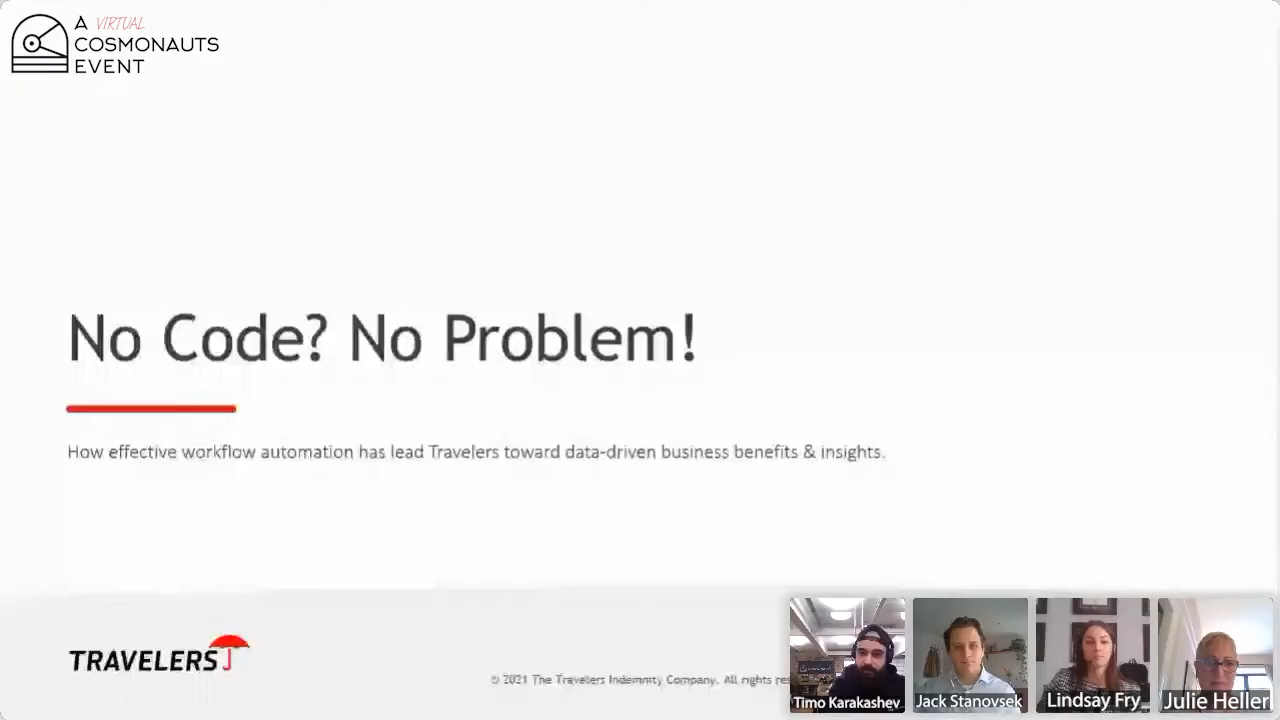 A VIRTUAL
COSMONAUTS
EVENT
No Code? No Problem!
How effective workflow automation has lead Travelers toward data-driven business benefits & insights.
TRAVELERS
© 2021 The Travelers Indemnity Company. All rights res
Timo Karakashev
Jack Stanovsek
Lindsay Fry
Julie Heller